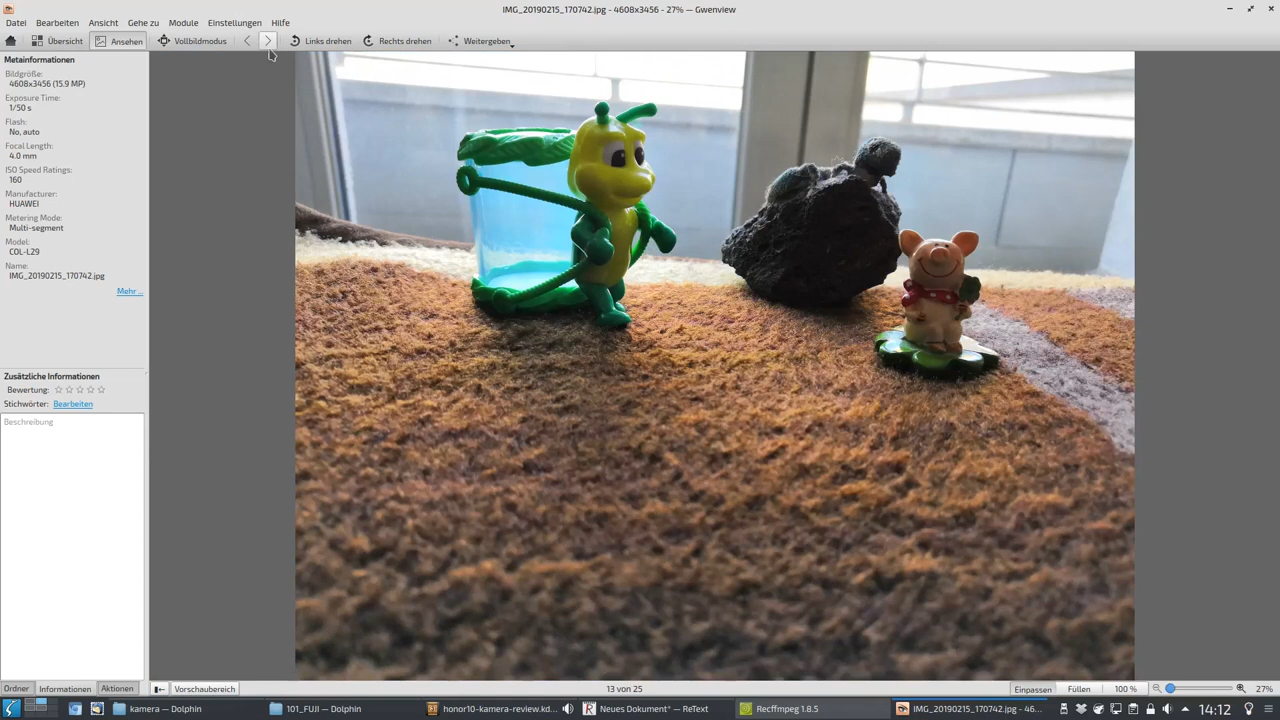 IMG_20190215_170742.jpg - 4608x3456 - 27% — Gwenview
Datei Bearbeiten Ansicht Gehe zu Module Einstellungen Hilfe
Übersicht Ansehen Vollbildmodus Links drehen Rechts drehen Weitergeben
Metainformationen
Bildgröße:
4608x3456 (15.9 MP)
Exposure Time:
1/50 s
Flash:
No, auto
Focal Length:
4.0 mm
ISO Speed Ratings:
160
Manufacturer:
HUAWEI
Metering Mode:
Multi-segment
Model:
COL-L29
Name:
IMG_20190215_170742.jpg
Mehr ...
Zusätzliche Informationen
Bewertung:
Stichwörter: Bearbeiten
Beschreibung
Ordner Informationen Aktionen Vorschaubereich 13 von 25 Einpassen Füllen 100 % 27%
kamera — Dolphin 101_FUJI — Dolphin honor10-kamera-review.kd... Neues Dokument* — ReText Recffmpeg 1.8.5 IMG_20190215_170742.jpg - 46... 14:12